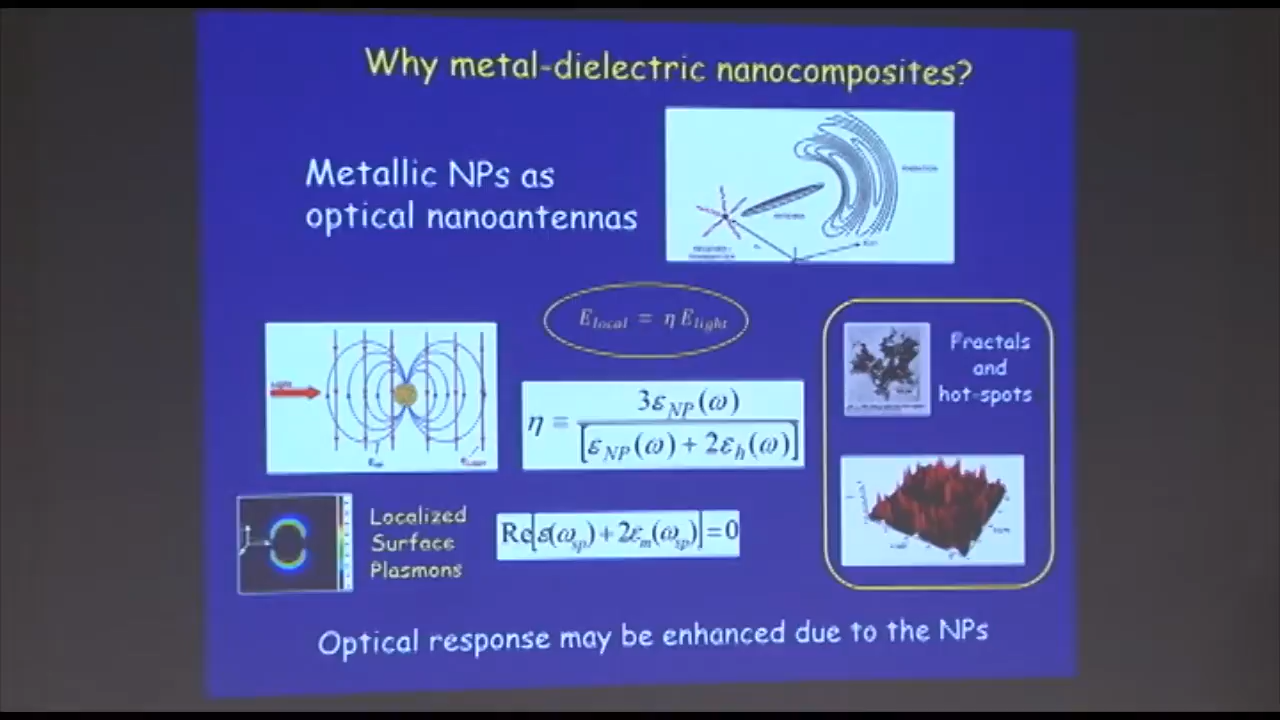 Why metal-dielectric nanocomposites?
Metallic NPs as
optical nanoantennas
E_local = η E_light
η = 3ε_NP(ω) / [ε_NP(ω) + 2ε_h(ω)]
Light
Fractals
and
hot-spots
Localized
Surface
Plasmons
Re[ε(ω_sp) + 2ε_m(ω_sp)] = 0
Optical response may be enhanced due to the NPs